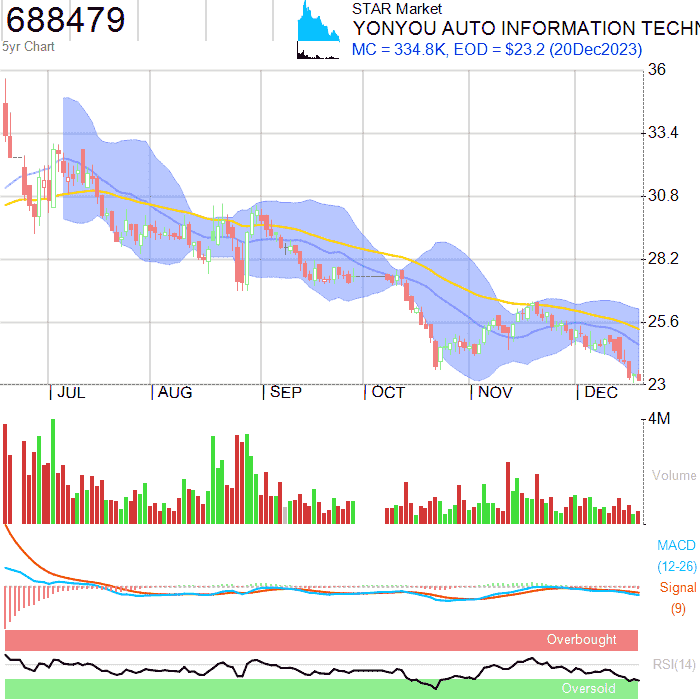 688479
5yr Chart
STAR Market
YONYOU AUTO INFORMATION TECHN
MC = 334.8K, EOD = $23.2 (20Dec2023)
36
33.4
30.8
28.2
25.6
23
JUL AUG SEP OCT NOV DEC
4M
Volume
MACD
(12-26)
Signal
(9)
Overbought
RSI(14)
Oversold